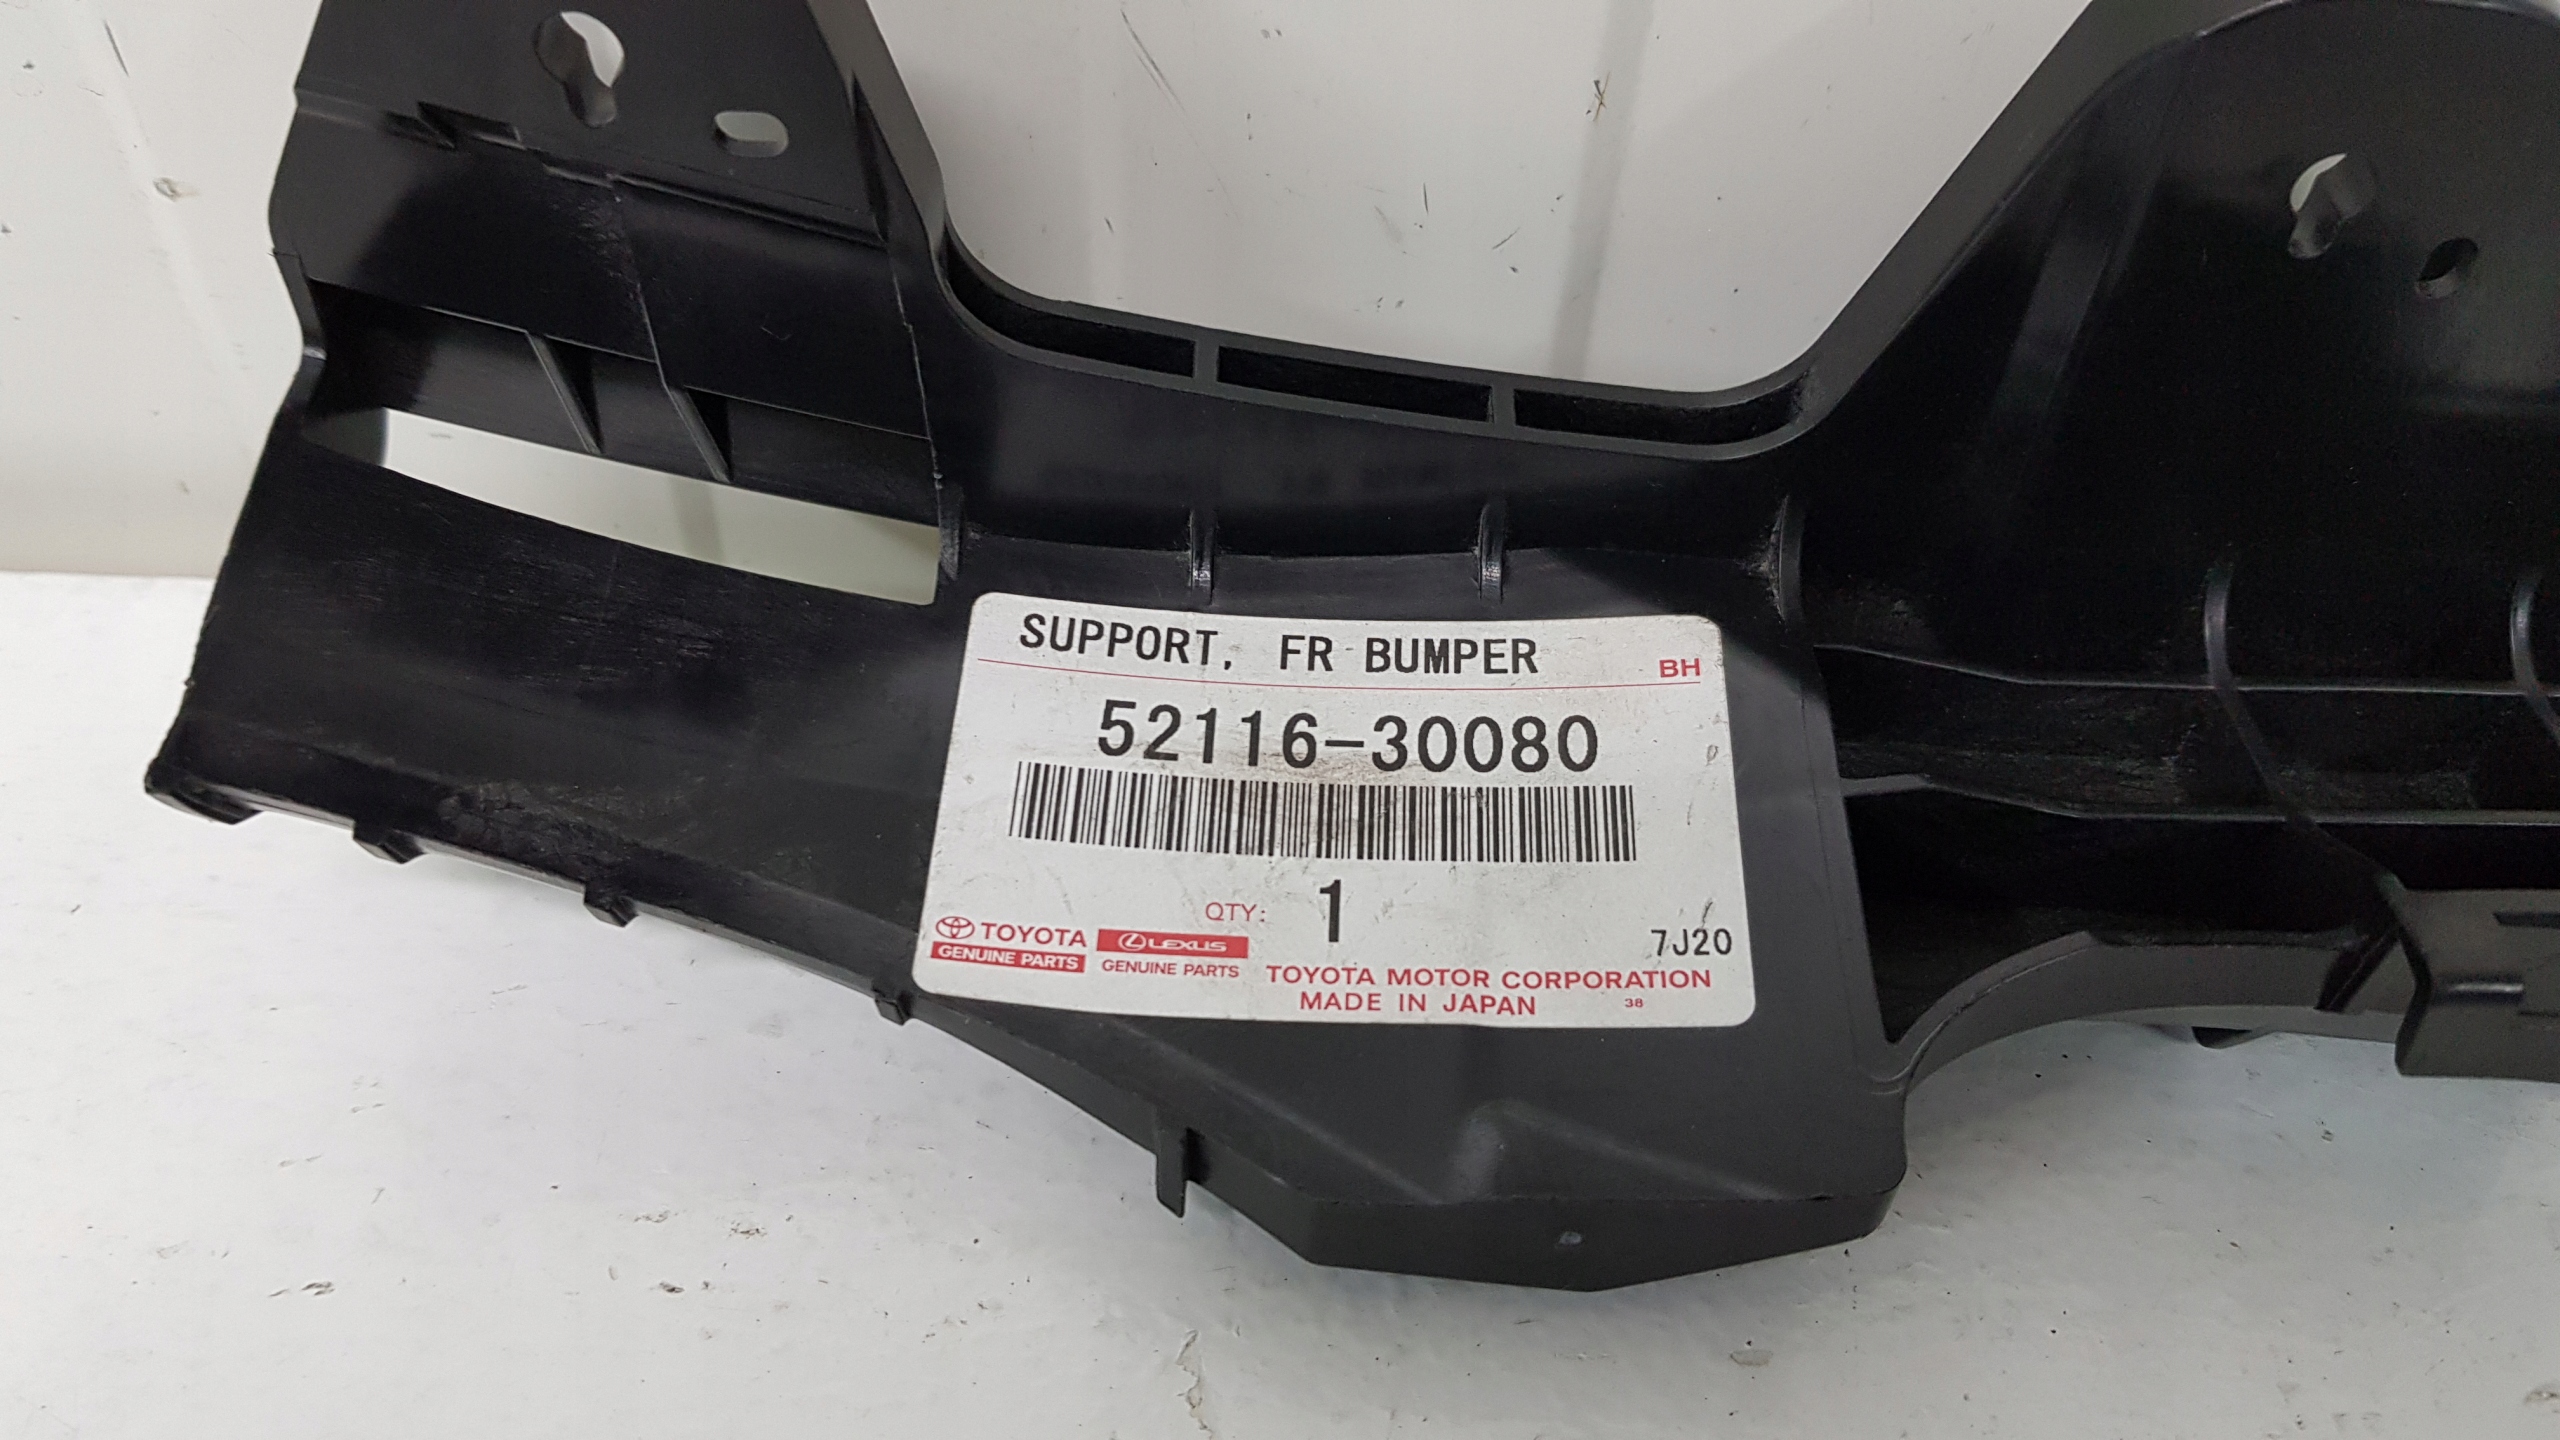 SUPPORT, FR BUMPER
BH
52116-30080
QTY: 1
7J20
TOYOTA
GENUINE PARTS
LEXUS
GENUINE PARTS
TOYOTA MOTOR CORPORATION
MADE IN JAPAN
38